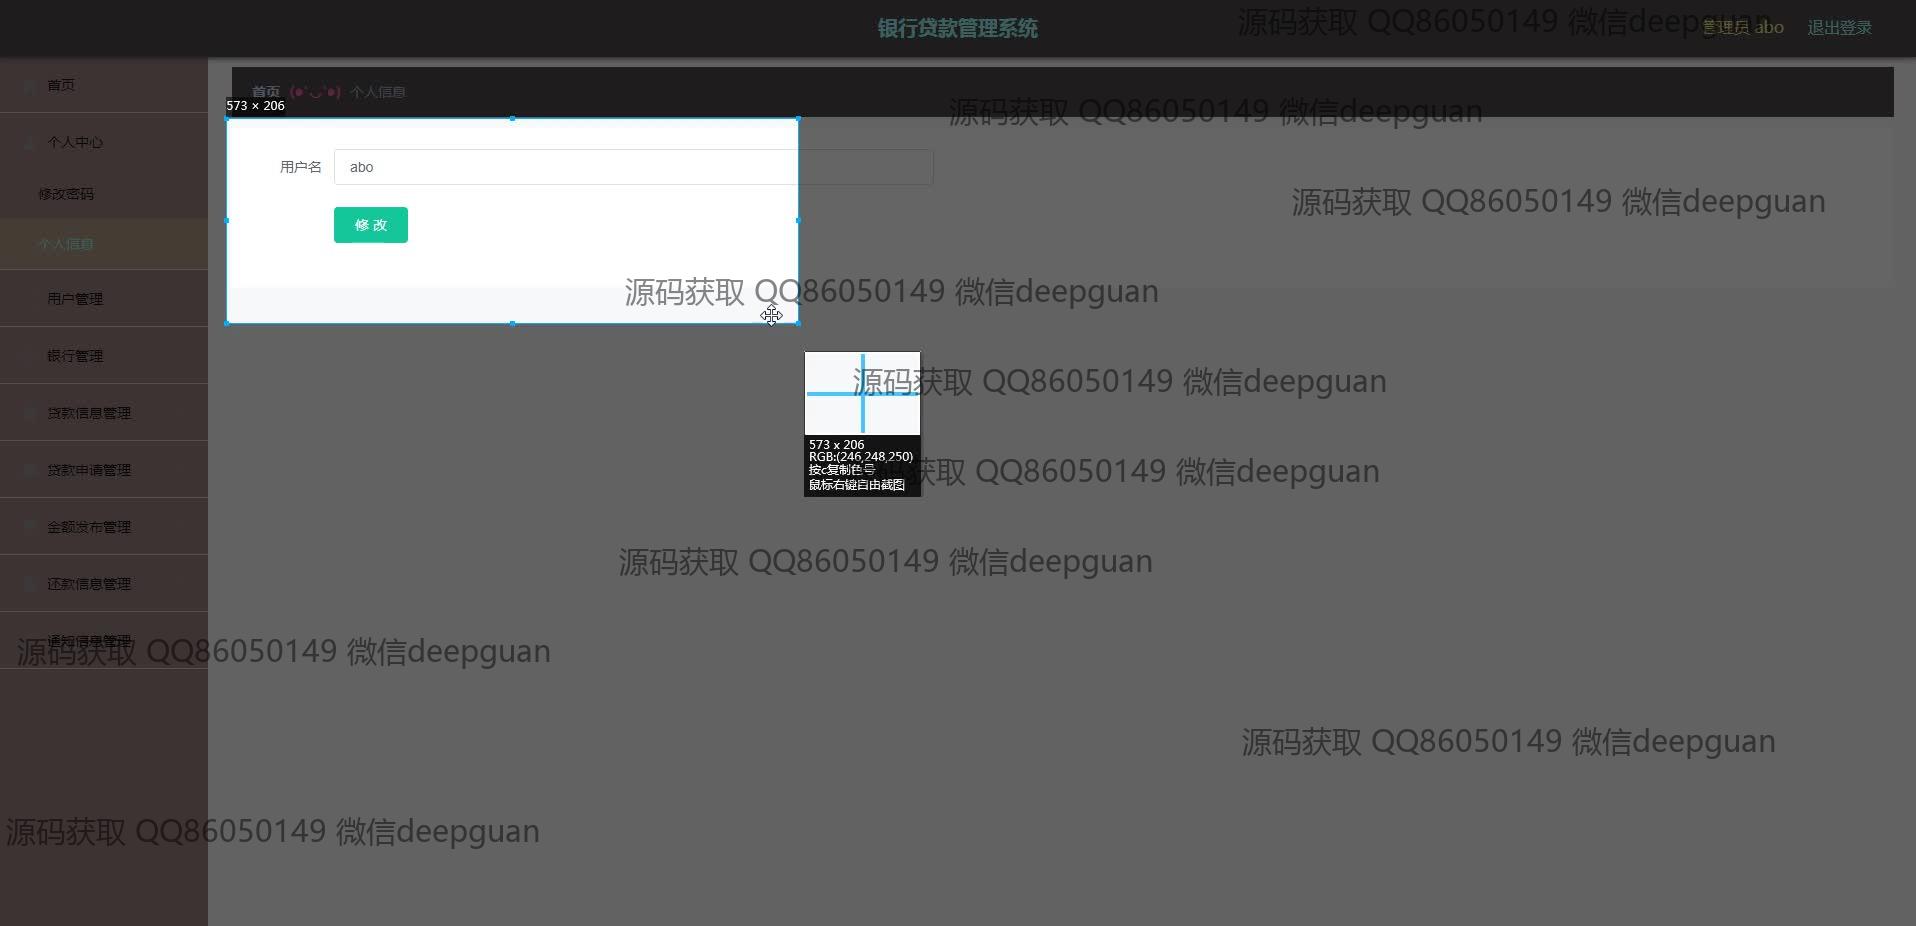 银行贷款管理系统
源码获取 QQ86050149 微信deepguan
管理员 abo
退出登录
首页
首页 (●'◡'●) 个人信息
573 × 206
源码获取 QQ86050149 微信deepguan
个人中心
用户名
abo
修改密码
源码获取 QQ86050149 微信deepguan
修 改
个人信息
用户管理
源码获取 QQ86050149 微信deepguan
银行管理
源码获取 QQ86050149 微信deepguan
贷款信息管理
573 x 206
RGB:(246,248,250)
按c复制色号
鼠标右键自由截图
贷款申请管理
源码获取 QQ86050149 微信deepguan
金额发布管理
源码获取 QQ86050149 微信deepguan
还款信息管理
通知信息管理
源码获取 QQ86050149 微信deepguan
源码获取 QQ86050149 微信deepguan
源码获取 QQ86050149 微信deepguan